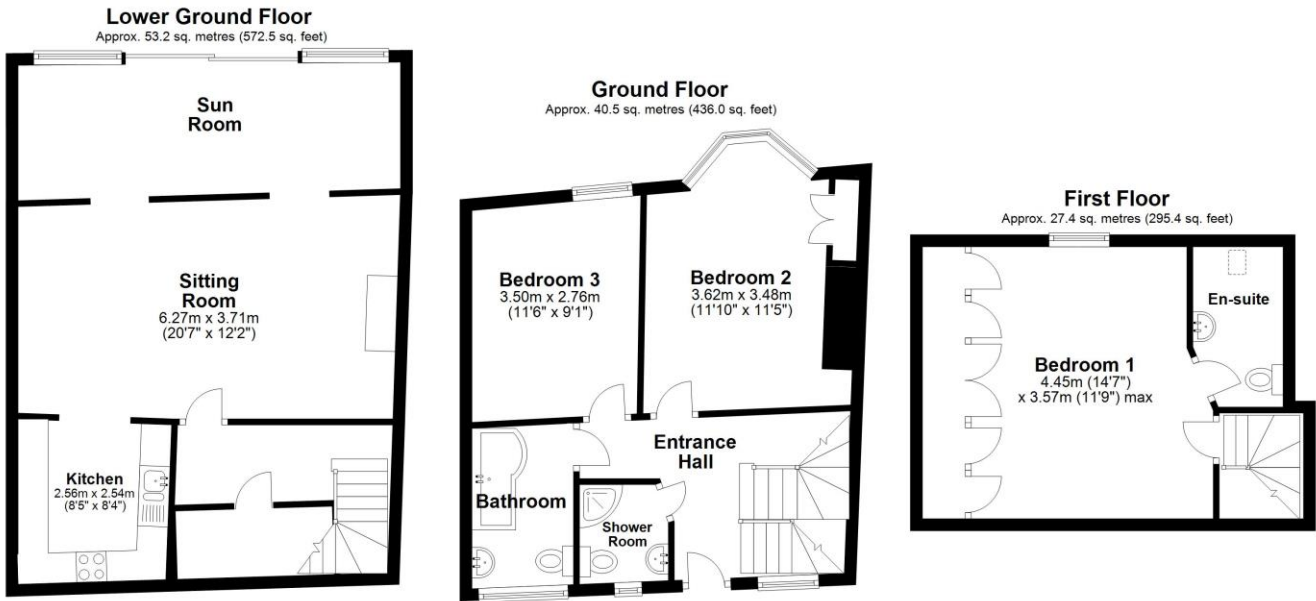 Lower Ground Floor
Approx. 53.2 sq. metres (572.5 sq. feet)
Sun
Room
Sitting
Room
6.27m x 3.71m
(20'7" x 12'2")
Kitchen
2.56m x 2.54m
(8'5" x 8'4")
Ground Floor
Approx. 40.5 sq. metres (436.0 sq. feet)
Bedroom 3
3.50m x 2.76m
(11'6" x 9'1")
Bedroom 2
3.62m x 3.48m
(11'10" x 11'5")
Entrance
Hall
Bathroom
Shower
Room
First Floor
Approx. 27.4 sq. metres (295.4 sq. feet)
En-suite
Bedroom 1
4.45m (14'7")
x 3.57m (11'9") max